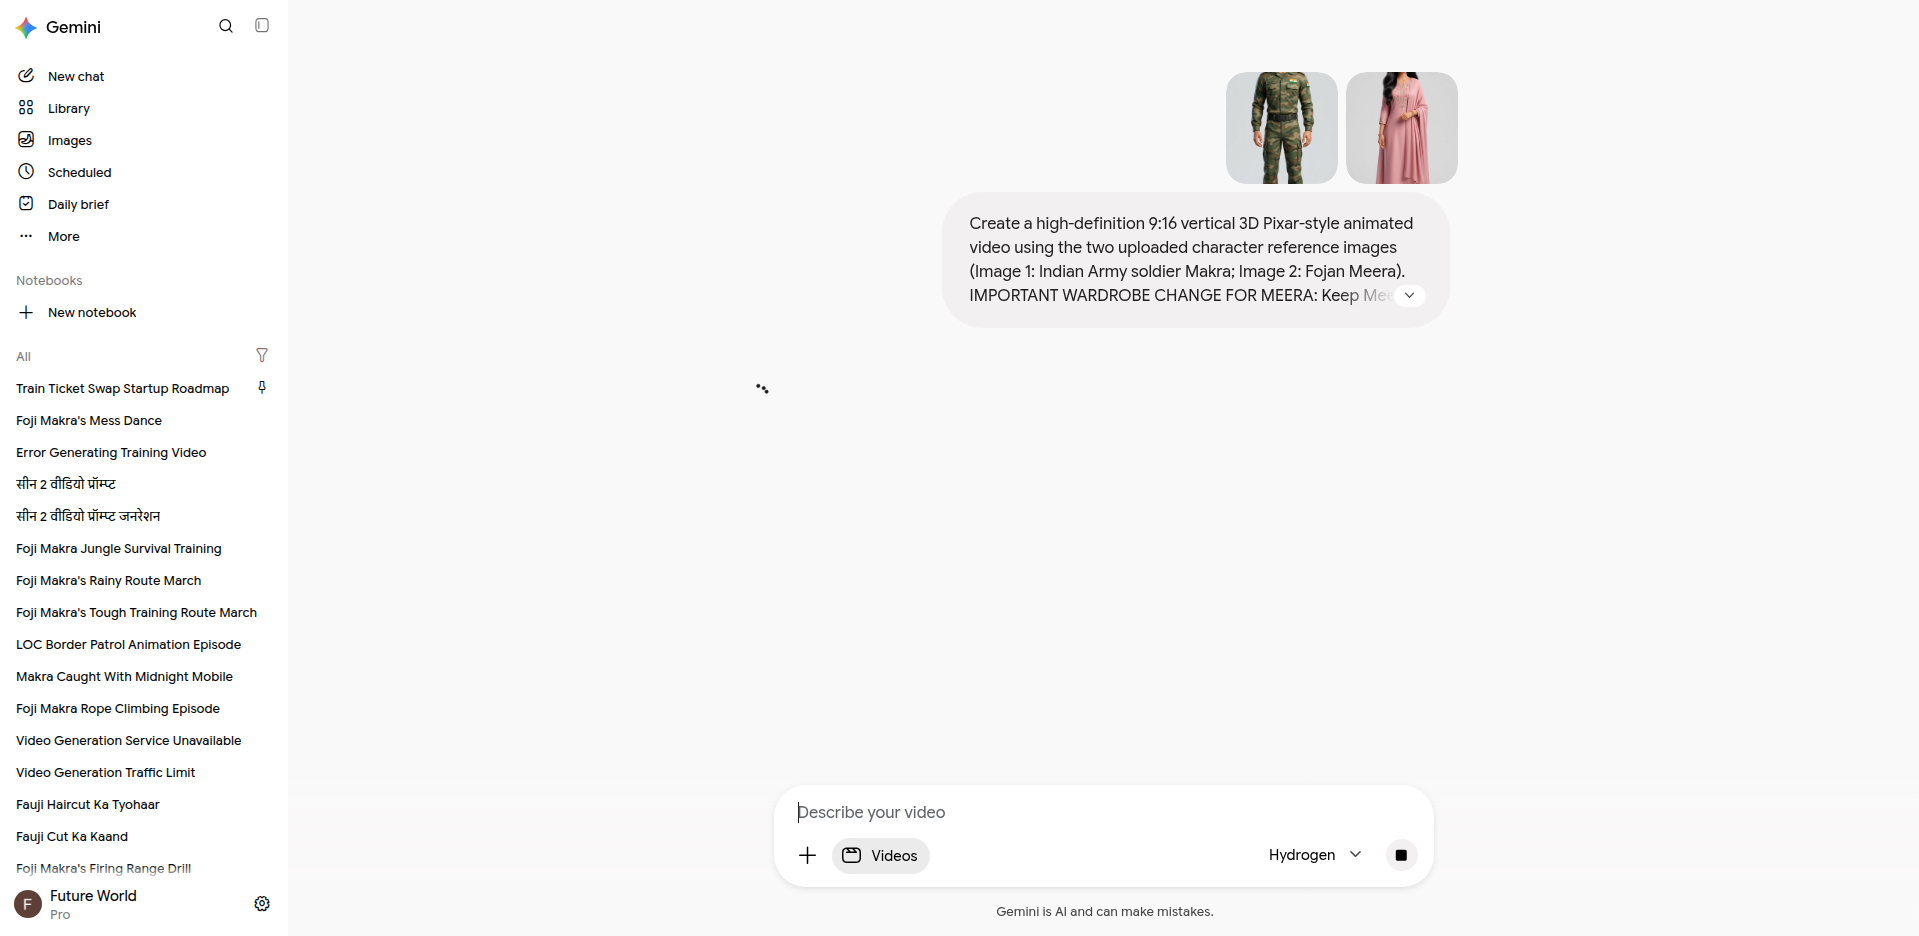 Gemini
New chat
Library
Images
Scheduled
Daily brief
More
Notebooks
New notebook
All
Train Ticket Swap Startup Roadmap
Foji Makra's Mess Dance
Error Generating Training Video
सीन 2 वीडियो प्रॉम्प्ट
सीन 2 वीडियो प्रॉम्प्ट जनरेशन
Foji Makra Jungle Survival Training
Foji Makra's Rainy Route March
Foji Makra's Tough Training Route March
LOC Border Patrol Animation Episode
Makra Caught With Midnight Mobile
Foji Makra Rope Climbing Episode
Video Generation Service Unavailable
Video Generation Traffic Limit
Fauji Haircut Ka Tyohaar
Fauji Cut Ka Kaand
Foji Makra's Firing Range Drill
F
Future World
Pro
Create a high-definition 9:16 vertical 3D Pixar-style animated
video using the two uploaded character reference images
(Image 1: Indian Army soldier Makra; Image 2: Fojan Meera).
IMPORTANT WARDROBE CHANGE FOR MEERA: Keep Mee
Describe your video
Videos
Hydrogen
Gemini is AI and can make mistakes.